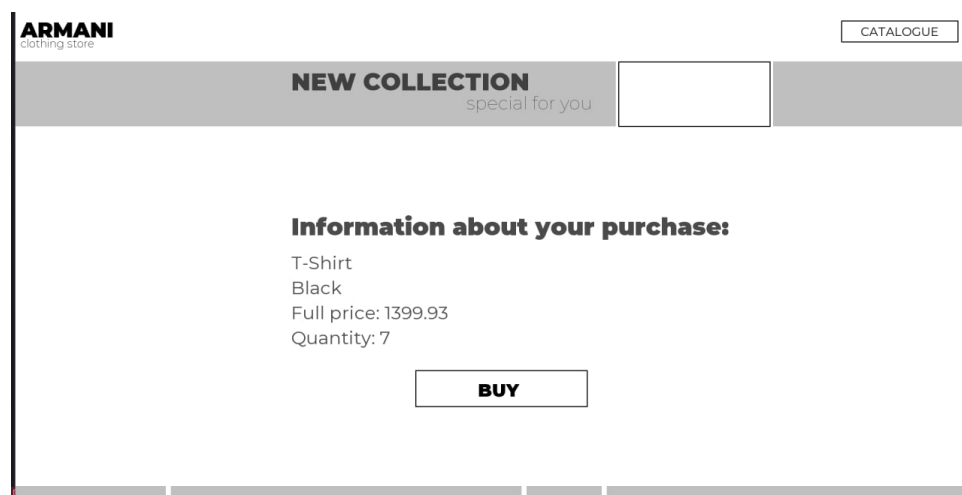 ARMANI
clothing store
CATALOGUE
NEW COLLECTION
special for you
Information about your purchase:
T-Shirt
Black
Full price: 1399.93
Quantity: 7
BUY